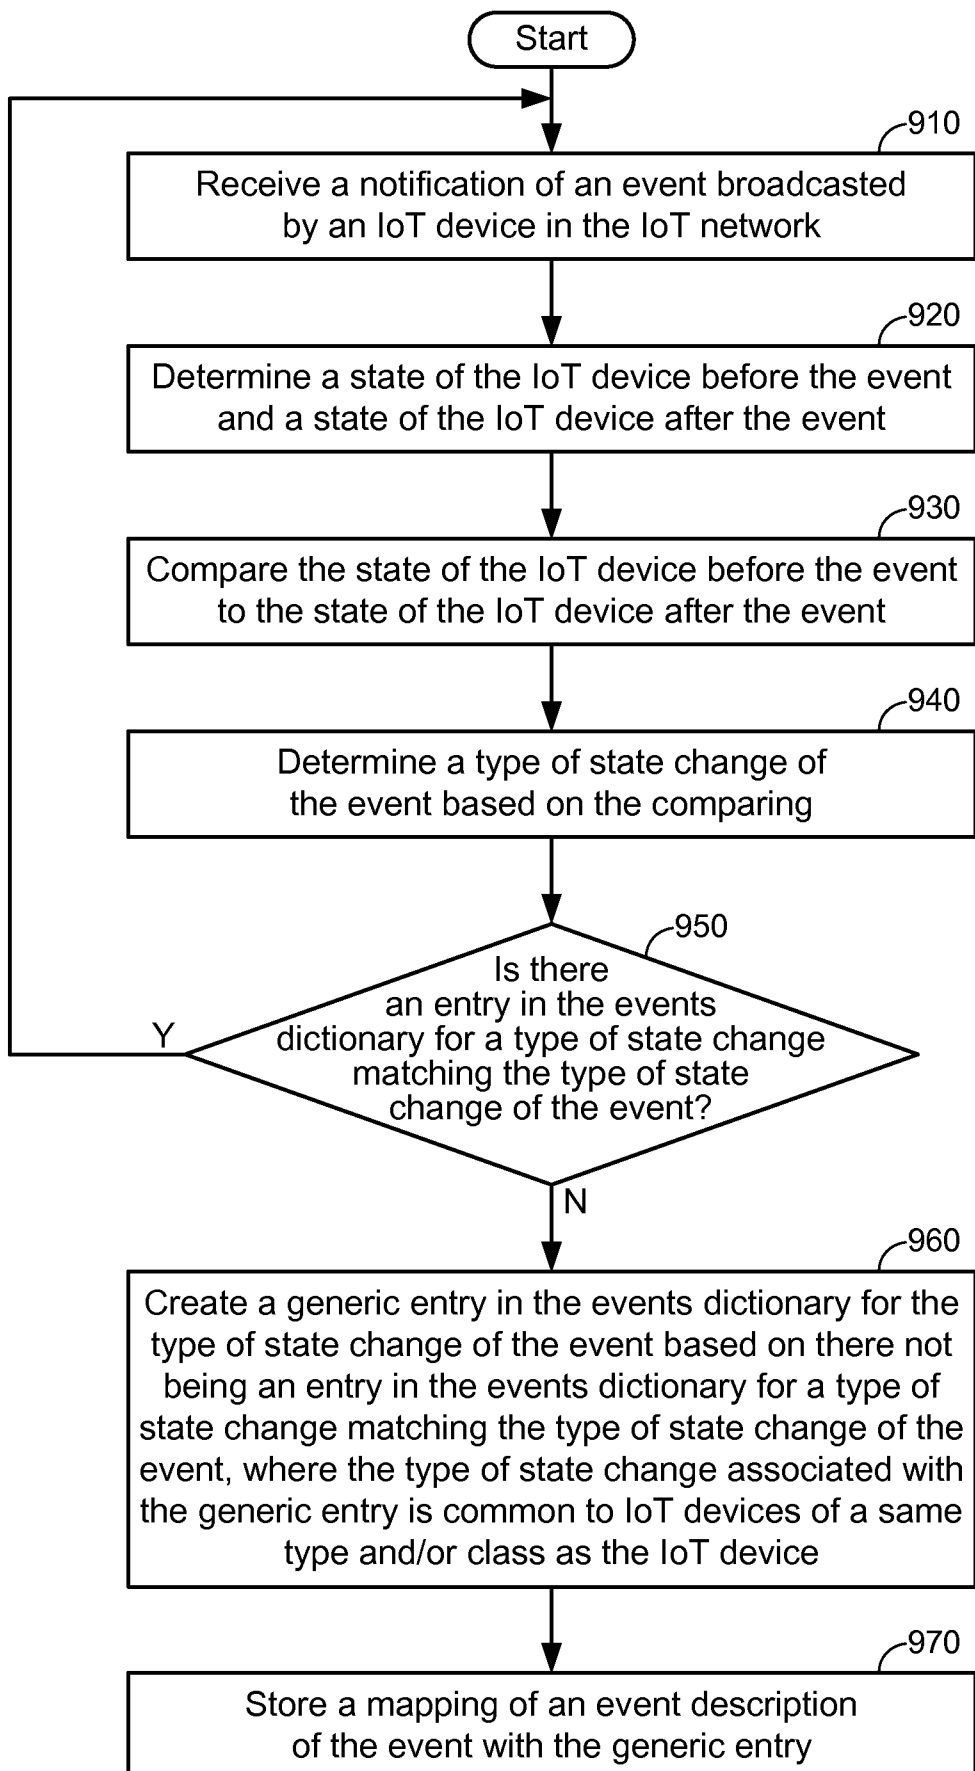 Start
910
Receive a notification of an event broadcasted
by an IoT device in the IoT network
920
Determine a state of the IoT device before the event
and a state of the IoT device after the event
930
Compare the state of the IoT device before the event
to the state of the IoT device after the event
940
Determine a type of state change of
the event based on the comparing
950
Is there
an entry in the events
dictionary for a type of state change
matching the type of state
change of the event?
Y
N
960
Create a generic entry in the events dictionary for the
type of state change of the event based on there not
being an entry in the events dictionary for a type of
state change matching the type of state change of the
event, where the type of state change associated with
the generic entry is common to IoT devices of a same
type and/or class as the IoT device
970
Store a mapping of an event description
of the event with the generic entry